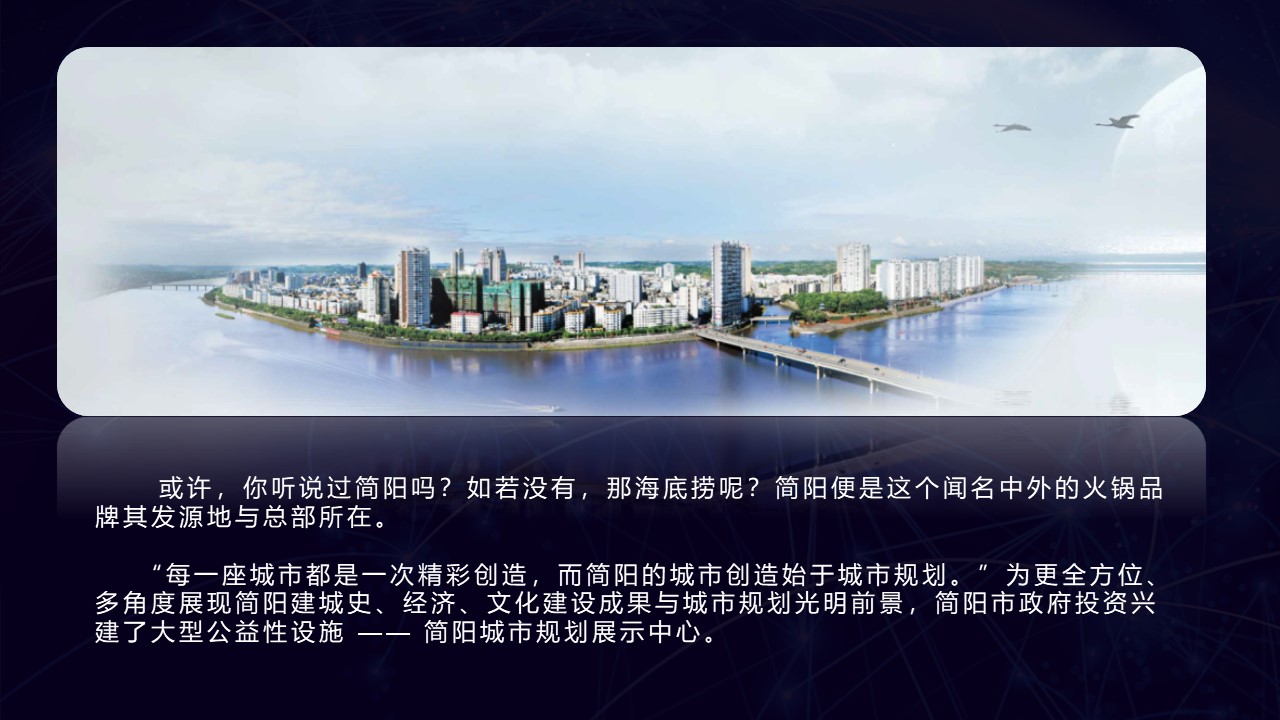 或许，你听说过简阳吗？如若没有，那海底捞呢？简阳便是这个闻名中外的火锅品
牌其发源地与总部所在。
“每一座城市都是一次精彩创造，而简阳的城市创造始于城市规划。”为更全方位、
多角度展现简阳建城史、经济、文化建设成果与城市规划光明前景，简阳市政府投资兴
建了大型公益性设施 —— 简阳城市规划展示中心。